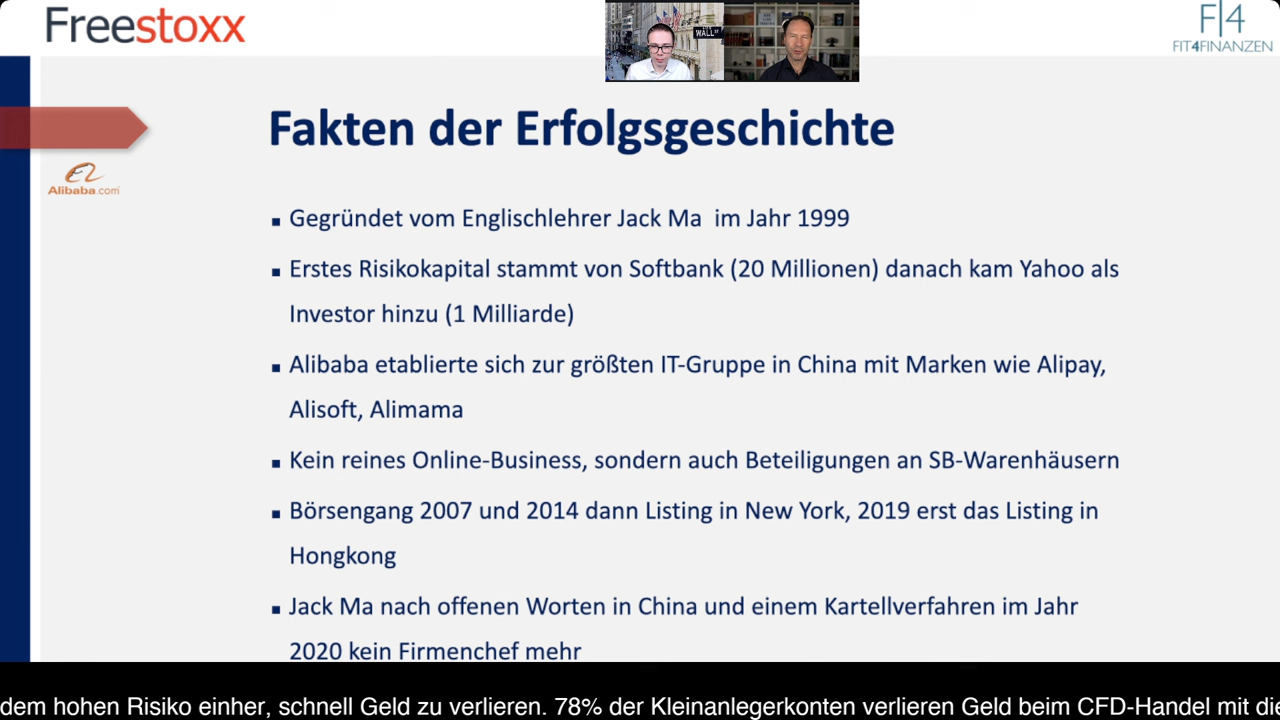 Freestoxx
WALL ST
F|4
FIT4FINANZEN
Fakten der Erfolgsgeschichte
Alibaba.com
Gegründet vom Englischlehrer Jack Ma im Jahr 1999
Erstes Risikokapital stammt von Softbank (20 Millionen) danach kam Yahoo als
Investor hinzu (1 Milliarde)
Alibaba etablierte sich zur größten IT-Gruppe in China mit Marken wie Alipay,
Alisoft, Alimama
Kein reines Online-Business, sondern auch Beteiligungen an SB-Warenhäusern
Börsengang 2007 und 2014 dann Listing in New York, 2019 erst das Listing in
Hongkong
Jack Ma nach offenen Worten in China und einem Kartellverfahren im Jahr
2020 kein Firmenchef mehr
dem hohen Risiko einher, schnell Geld zu verlieren. 78% der Kleinanlegerkonten verlieren Geld beim CFD-Handel mit die